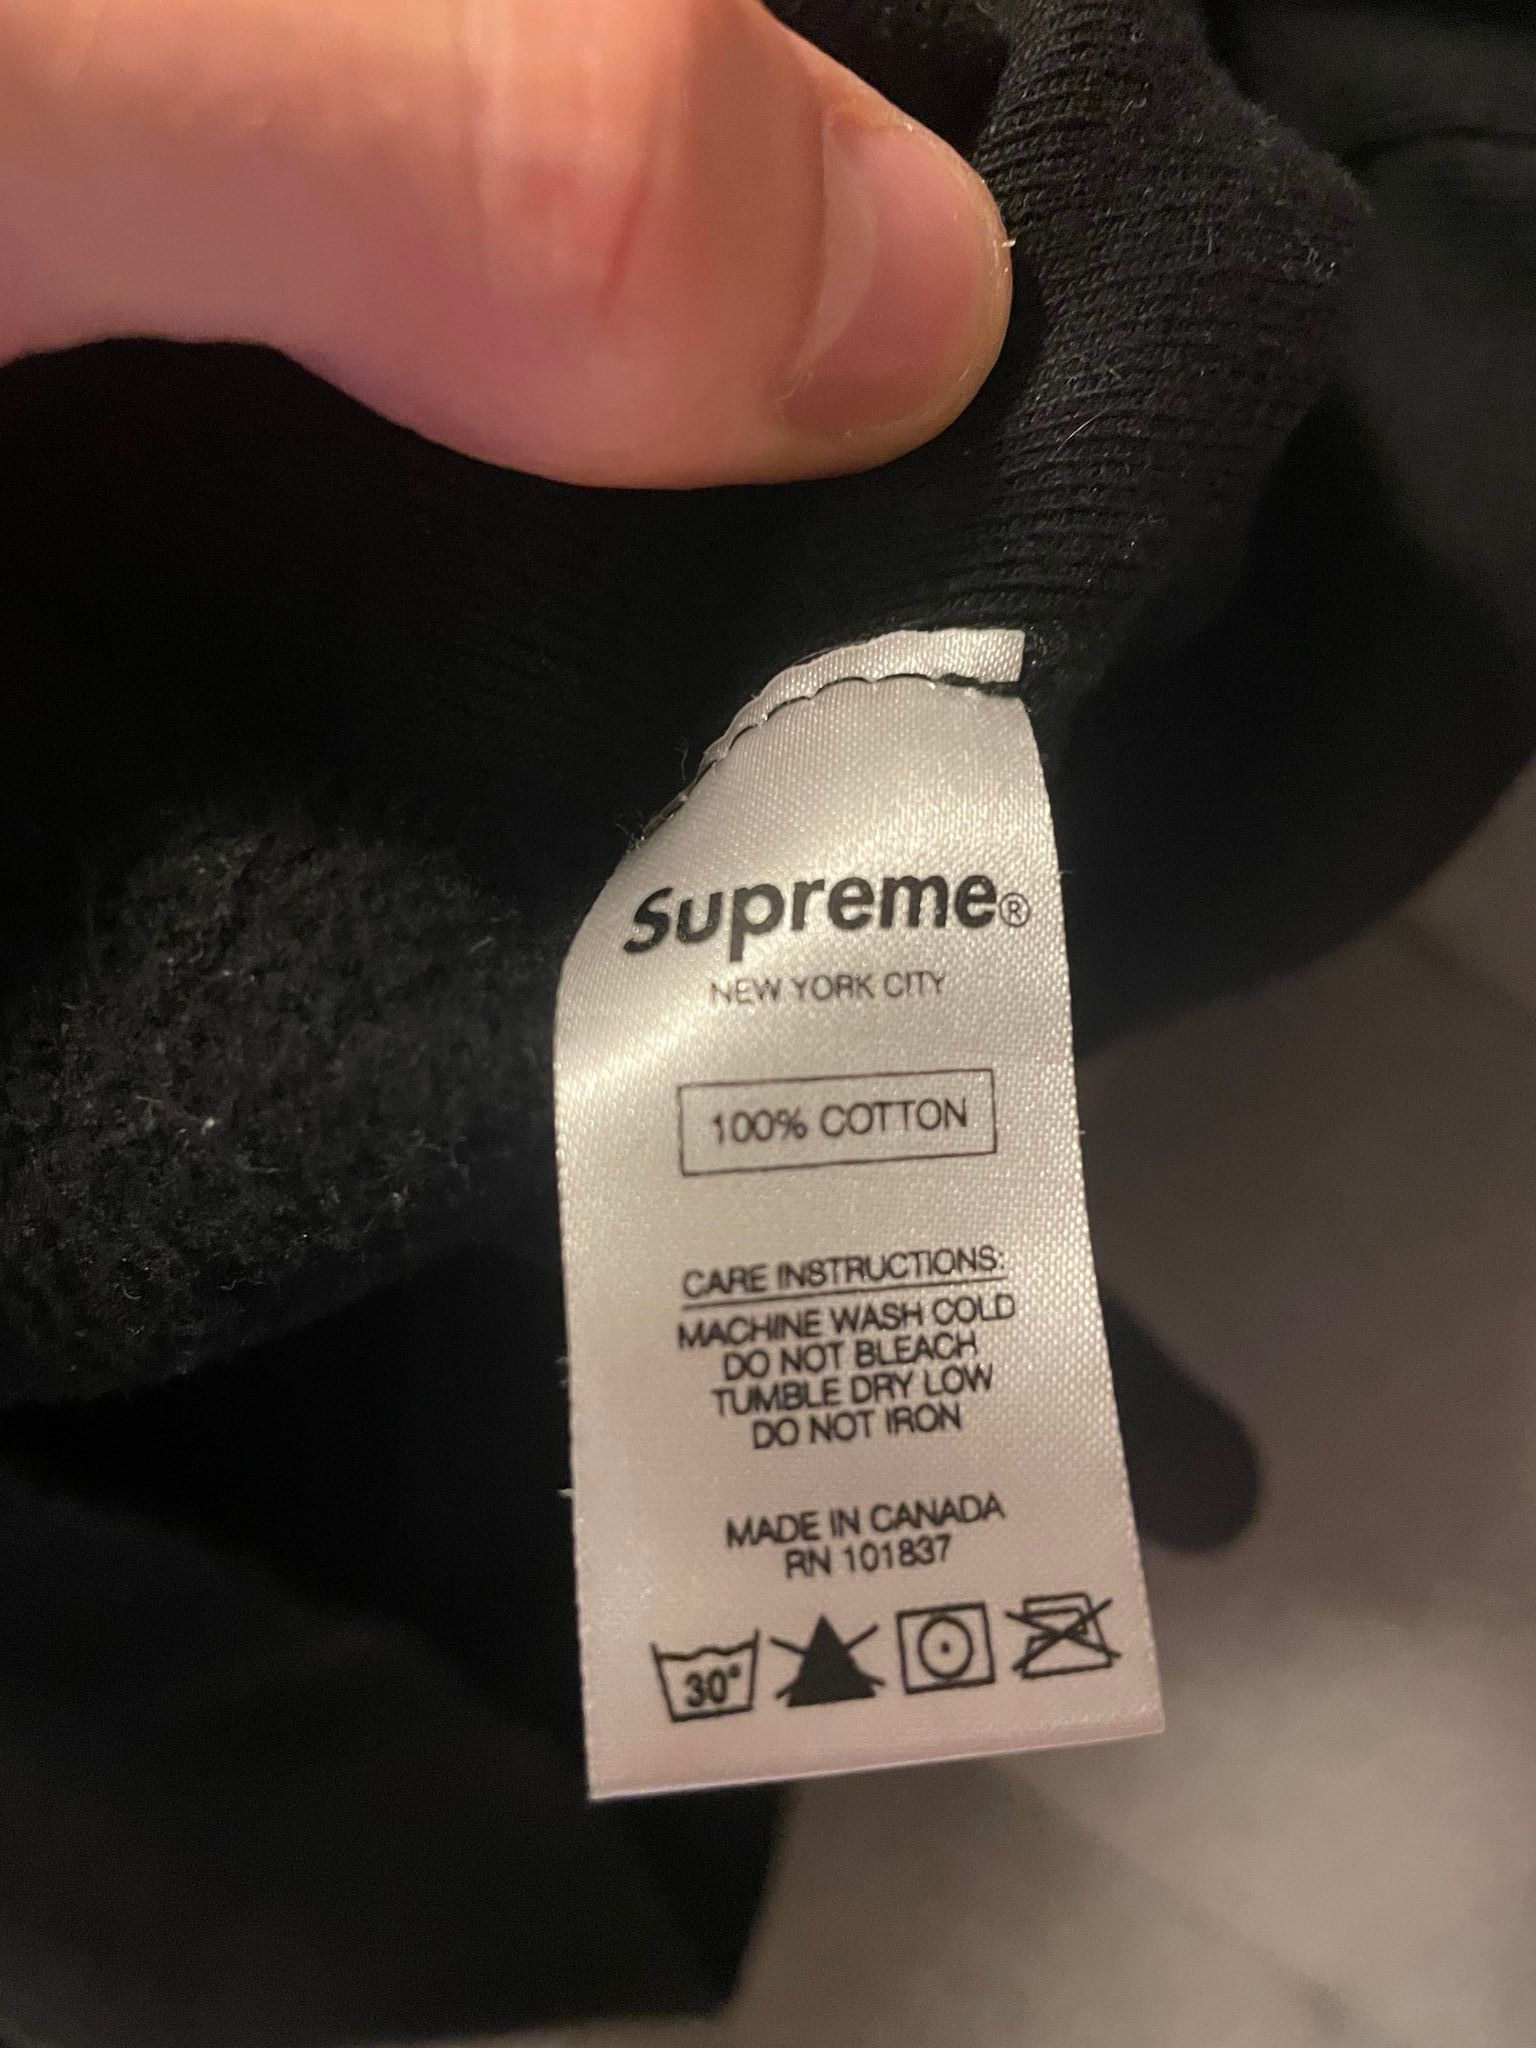 Supreme®
NEW YORK CITY
100% COTTON
CARE INSTRUCTIONS:
MACHINE WASH COLD
DO NOT BLEACH
TUMBLE DRY LOW
DO NOT IRON
MADE IN CANADA
RN 101837
30°